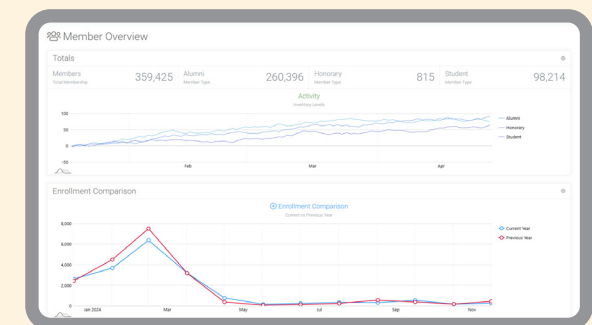 Member Overview
Totals
Members 359,425 Alumni 260,396 Honorary 815 Student 98,214
Total Membership Member Type Member Type Member Type
Activity
Inventory Levels
100
50
0
-50
Feb Mar Apr
Alumni
Honorary
Student
Enrollment Comparison
Enrollment Comparison
Current vs Previous Year
8,000
6,000
4,000
2,000
0
Jan 2024 Mar May Jul Sep Nov
Current Year
Previous Year